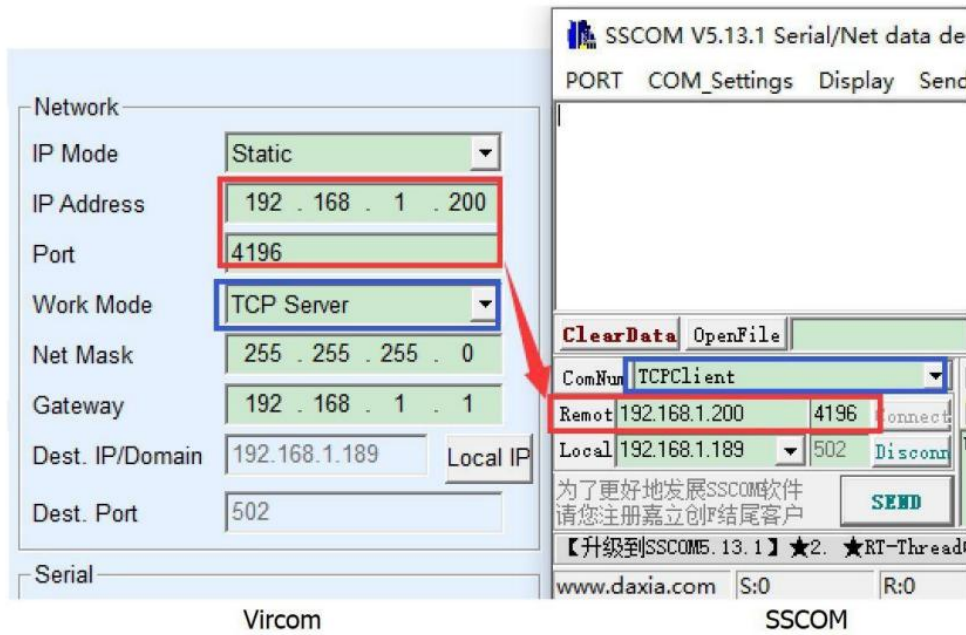 Network
IP Mode Static
IP Address 192 . 168 . 1 . 200
Port 4196
Work Mode TCP Server
Net Mask 255 . 255 . 255 . 0
Gateway 192 . 168 . 1 . 1
Dest. IP/Domain 192.168.1.189 Local IP
Dest. Port 502
Serial
Vircom
SSCOM V5.13.1 Serial/Net data de
PORT COM_Settings Display Send
ClearData OpenFile
ComNum TCPClient
Remot 192.168.1.200 4196 Connect
Local 192.168.1.189 502 Disconn
为了更好地发展SSCOM软件
请您注册嘉立创F结尾客户
SEND
【升级到SSCOM5.13.1】★2. ★RT-Thread
www.daxia.com S:0 R:0
SSCOM